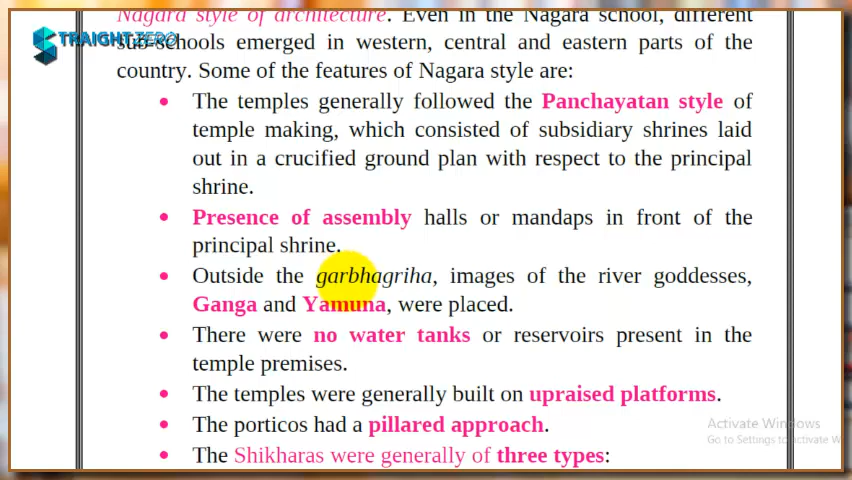 Nagara style of architecture. Even in the Nagara school, different
sub-schools emerged in western, central and eastern parts of the
country. Some of the features of Nagara style are:
• The temples generally followed the Panchayatan style of
temple making, which consisted of subsidiary shrines laid
out in a crucified ground plan with respect to the principal
shrine.
• Presence of assembly halls or mandaps in front of the
principal shrine.
• Outside the garbhagriha, images of the river goddesses,
Ganga and Yamuna, were placed.
• There were no water tanks or reservoirs present in the
temple premises.
• The temples were generally built on upraised platforms.
• The porticos had a pillared approach.
• The Shikharas were generally of three types:
STRAIGHT ZERO
Activate Windows
Go to Settings to activate W